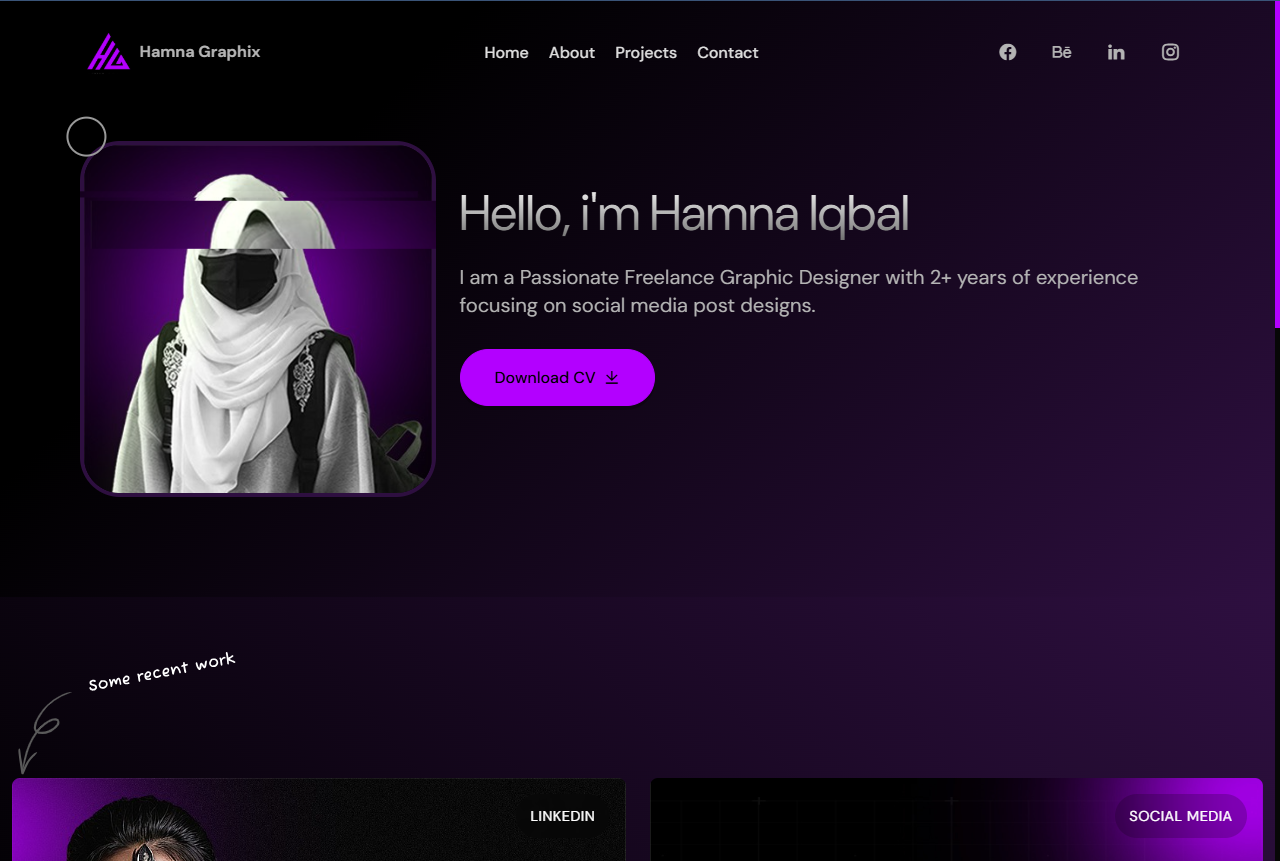 Hamna Graphix
Home About Projects Contact
Bē
Hello, i'm Hamna Iqbal
I am a Passionate Freelance Graphic Designer with 2+ years of experience
focusing on social media post designs.
Download CV
Some recent work
LINKEDIN
SOCIAL MEDIA